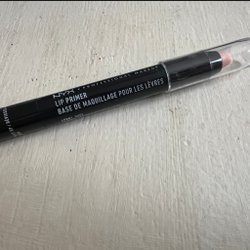 NYX PROFESSIONAL MAKEUP
LIP PRIMER
BASE DE MAQUILLAGE POUR LES LÈVRES